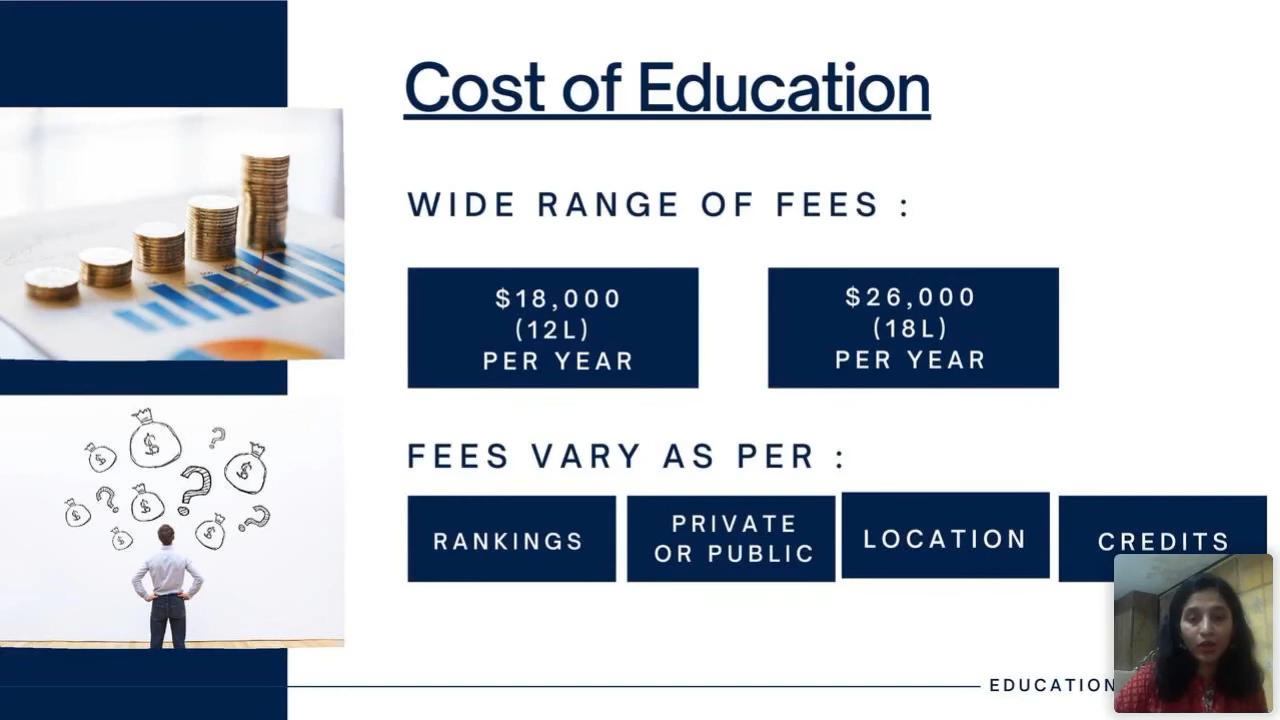 Cost of Education
WIDE RANGE OF FEES :
$18,000
(12L)
PER YEAR
$26,000
(18L)
PER YEAR
FEES VARY AS PER :
RANKINGS
PRIVATE
OR PUBLIC
LOCATION
CREDITS
EDUCATION